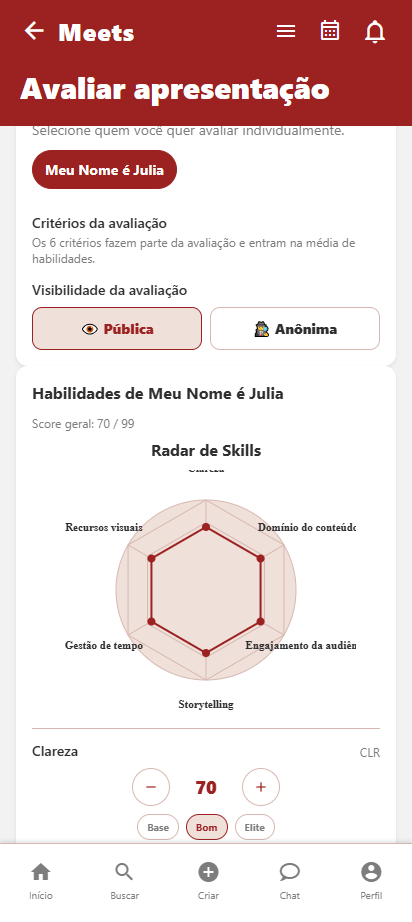 Meets
Avaliar apresentação
Selecione quem você quer avaliar individualmente.
Meu Nome é Julia
Critérios da avaliação
Os 6 critérios fazem parte da avaliação e entram na média de
habilidades.
Visibilidade da avaliação
Pública
Anônima
Habilidades de Meu Nome é Julia
Score geral: 70 / 99
Radar de Skills
Clareza
Recursos visuais
Domínio do conteúdo
Gestão de tempo
Engajamento da audiên
Storytelling
Clareza
CLR
− 70 +
Base
Bom
Elite
Início
Buscar
Criar
Chat
Perfil